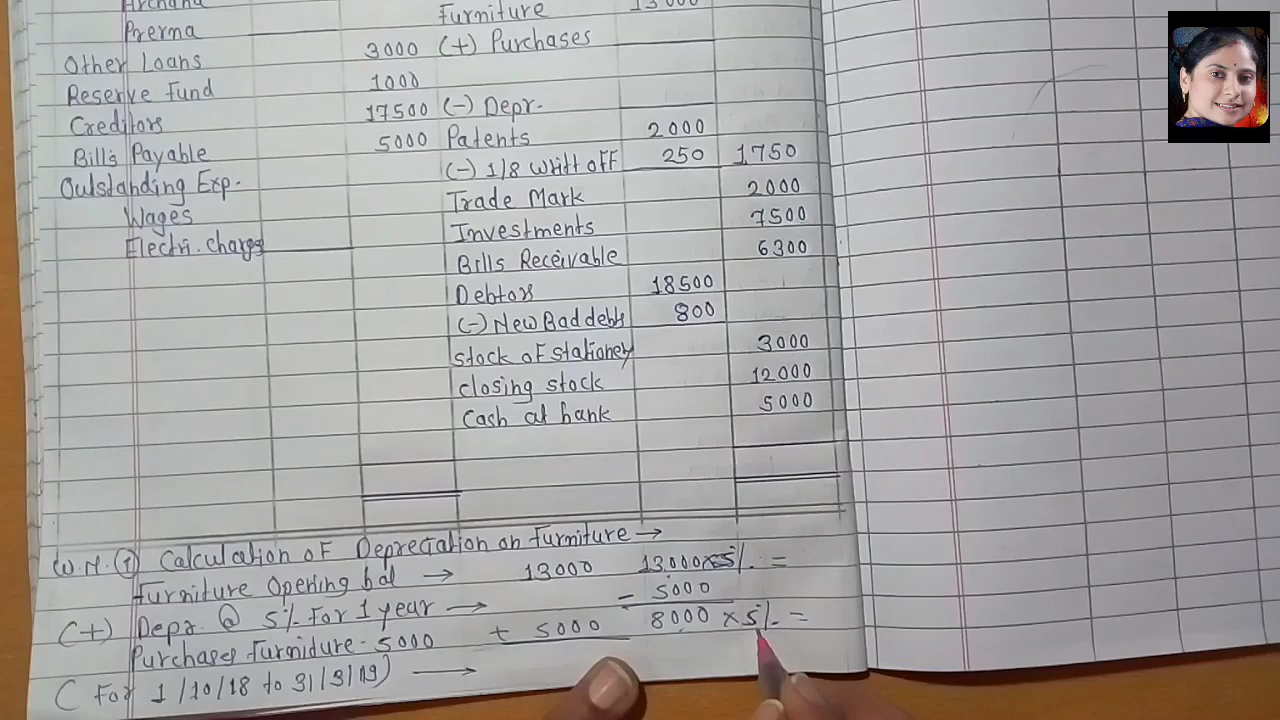 Archana Furniture 13000
Prerna
Other Loans 3000 (+) Purchases
Reserve Fund 1000
Creditors 17500 (-) Depr.
Bills Payable 5000 Patents 2000
Outstanding Exp. (-) 1/8 writt off 250 1750
Wages Trade Mark 2000
Electri. charges Investments 7500
Bills Receivable 6300
Debtors 18500
(-) New Bad debts 800
stock of stationery 3000
closing stock 12000
Cash at bank 5000
W.N. (1) Calculation of Depreciation on Furniture →
Furniture Opening bal → 13000 13000x5%. =
(+) Depr. @ 5% for 1 year → - 5000
Purchases Furniture - 5000 + 5000 8000 x 5%. =
( For 1/10/18 to 31/3/19) →